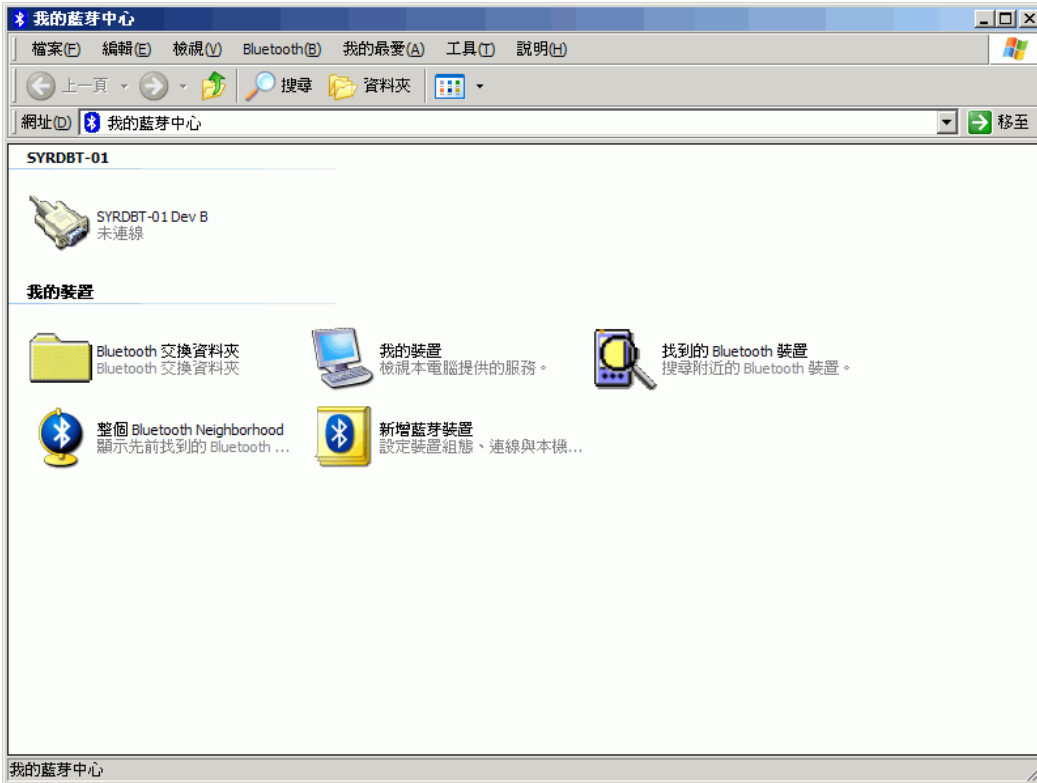 我的藍芽中心
檔案(F) 編輯(E) 檢視(V) Bluetooth(B) 我的最愛(A) 工具(T) 說明(H)
上一頁 搜尋 資料夾
網址(D) 我的藍芽中心 移至
SYRDBT-01
SYRDBT-01 Dev B
未連線
我的裝置
Bluetooth 交換資料夾
Bluetooth 交換資料夾
我的裝置
檢視本電腦提供的服務。
找到的 Bluetooth 裝置
搜尋附近的 Bluetooth 裝置。
整個 Bluetooth Neighborhood
顯示先前找到的 Bluetooth ...
新增藍芽裝置
設定裝置組態、連線與本機...
我的藍芽中心